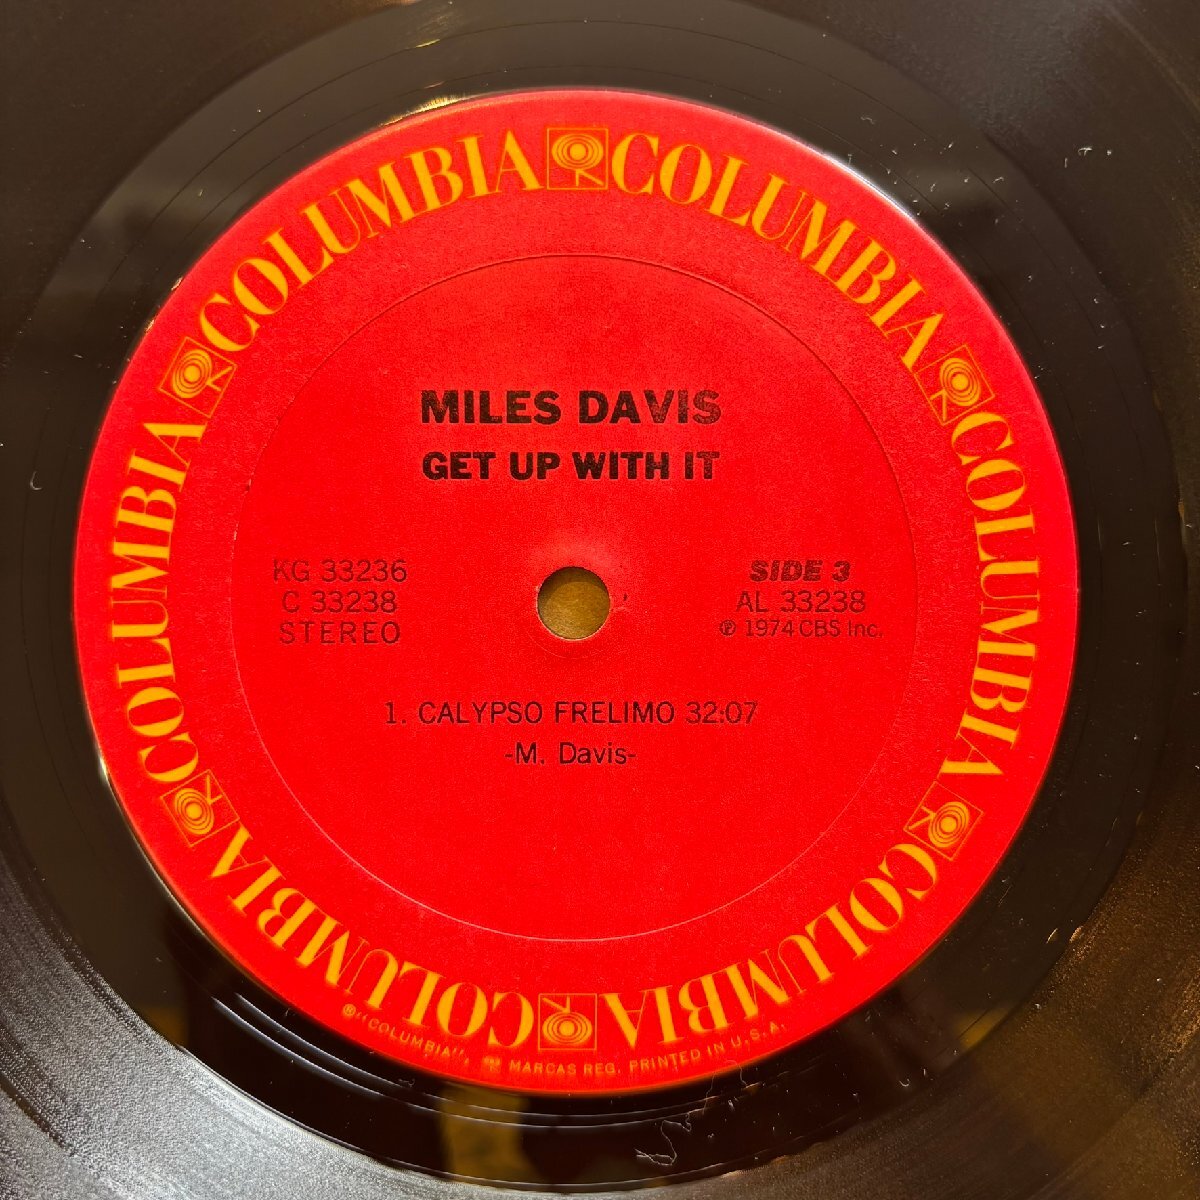 COLUMBIA COLUMBIA COLUMBIA COLUMBIA COLUMBIA COLUMBIA
MILES DAVIS
GET UP WITH IT
KG 33236
C 33238
STEREO
SIDE 3
AL 33238
℗ 1974 CBS Inc.
1. CALYPSO FRELIMO 32:07
-M. Davis-
®"COLUMBIA", MARCAS REG. PRINTED IN U.S.A.